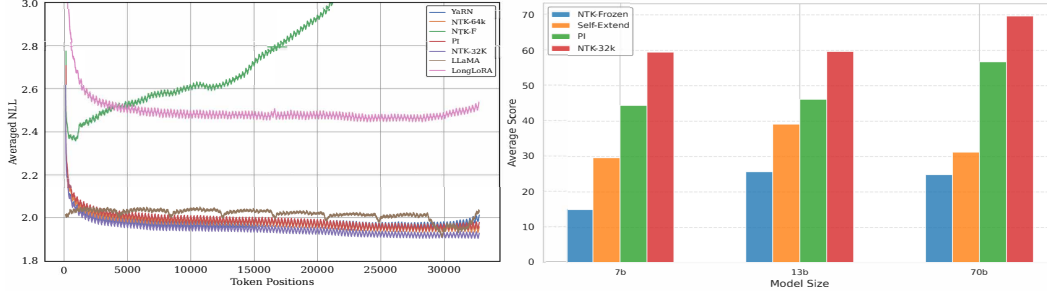 3.0
2.8
2.6
2.4
2.2
2.0
1.8
Averaged NLL
0
5000
10000
15000
20000
25000
30000
Token Positions
YaRN
NTK-64k
NTK-F
PI
NTK-32K
LLaMA
LongLoRA
70
60
50
40
30
20
10
0
Average Score
7b
13b
70b
Model Size
NTK-Frozen
Self-Extend
PI
NTK-32k